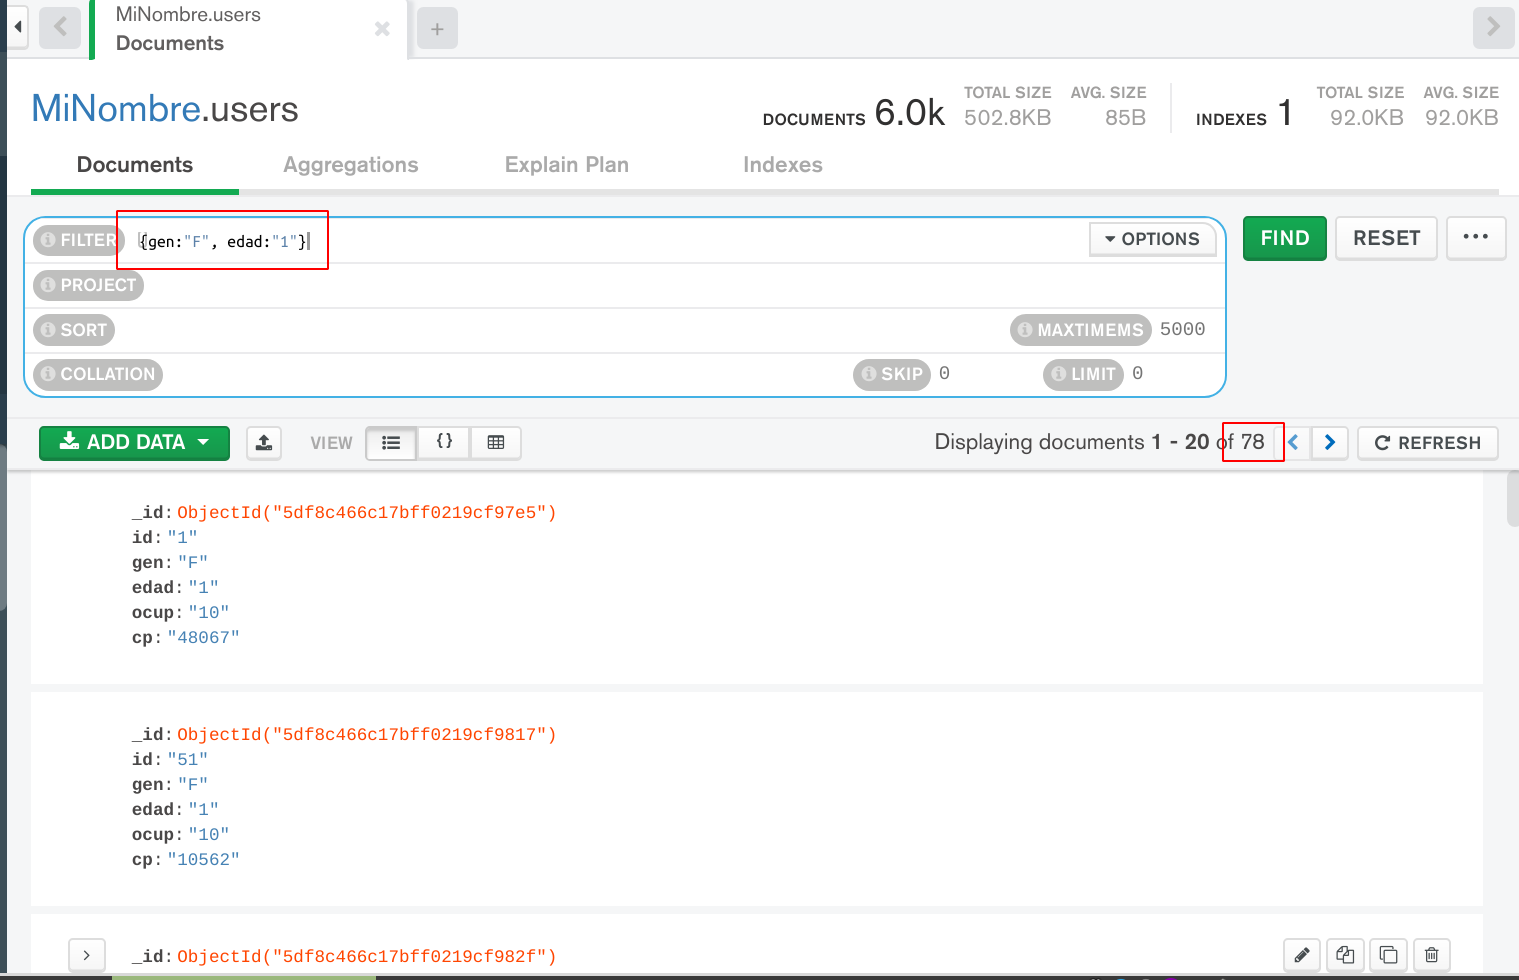 MiNombre.users
Documents
MiNombre.users
DOCUMENTS 6.0k TOTAL SIZE 502.8KB AVG. SIZE 85B INDEXES 1 TOTAL SIZE 92.0KB AVG. SIZE 92.0KB
Documents Aggregations Explain Plan Indexes
FILTER {gen:"F", edad:"1"} OPTIONS FIND RESET ...
PROJECT
SORT MAXTIMEMS 5000
COLLATION SKIP 0 LIMIT 0
ADD DATA VIEW {} Displaying documents 1 - 20 of 78 REFRESH
_id:ObjectId("5df8c466c17bff0219cf97e5")
id:"1"
gen:"F"
edad:"1"
ocup:"10"
cp:"48067"
_id:ObjectId("5df8c466c17bff0219cf9817")
id:"51"
gen:"F"
edad:"1"
ocup:"10"
cp:"10562"
_id:ObjectId("5df8c466c17bff0219cf982f")